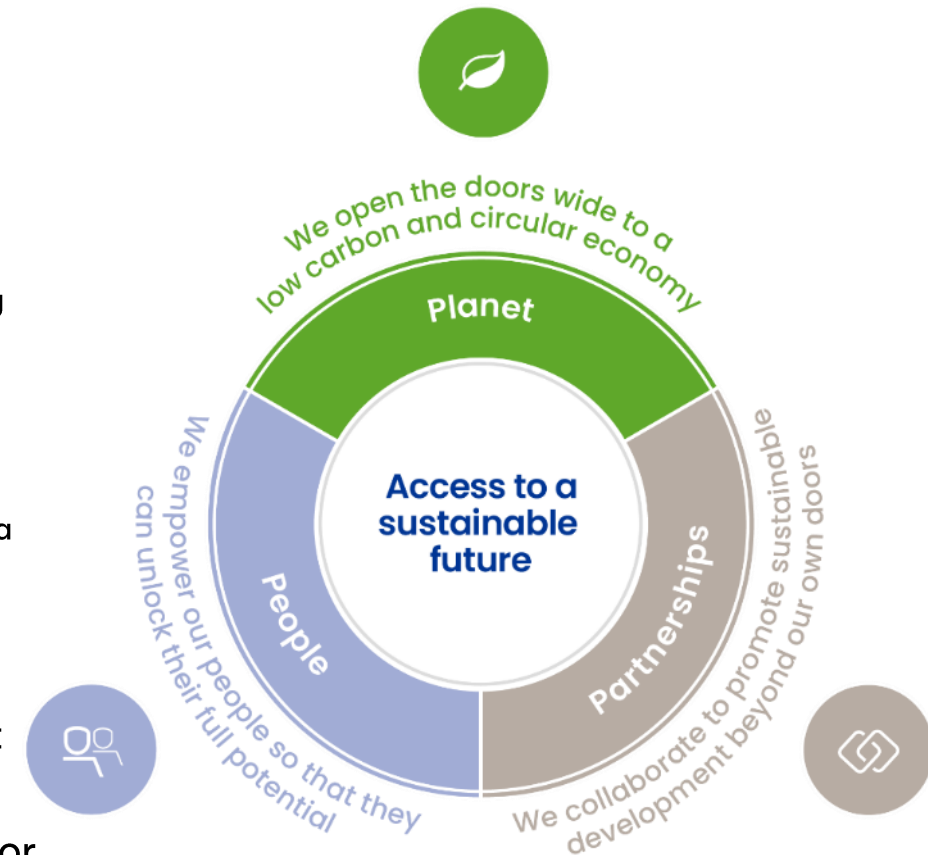 We open the doors wide to a
low carbon and circular economy
Planet
Access to a
sustainable
future
People
We empower our people so that they
can unlock their full potential
Partnerships
We collaborate to promote sustainable
development beyond our own doors
a
or